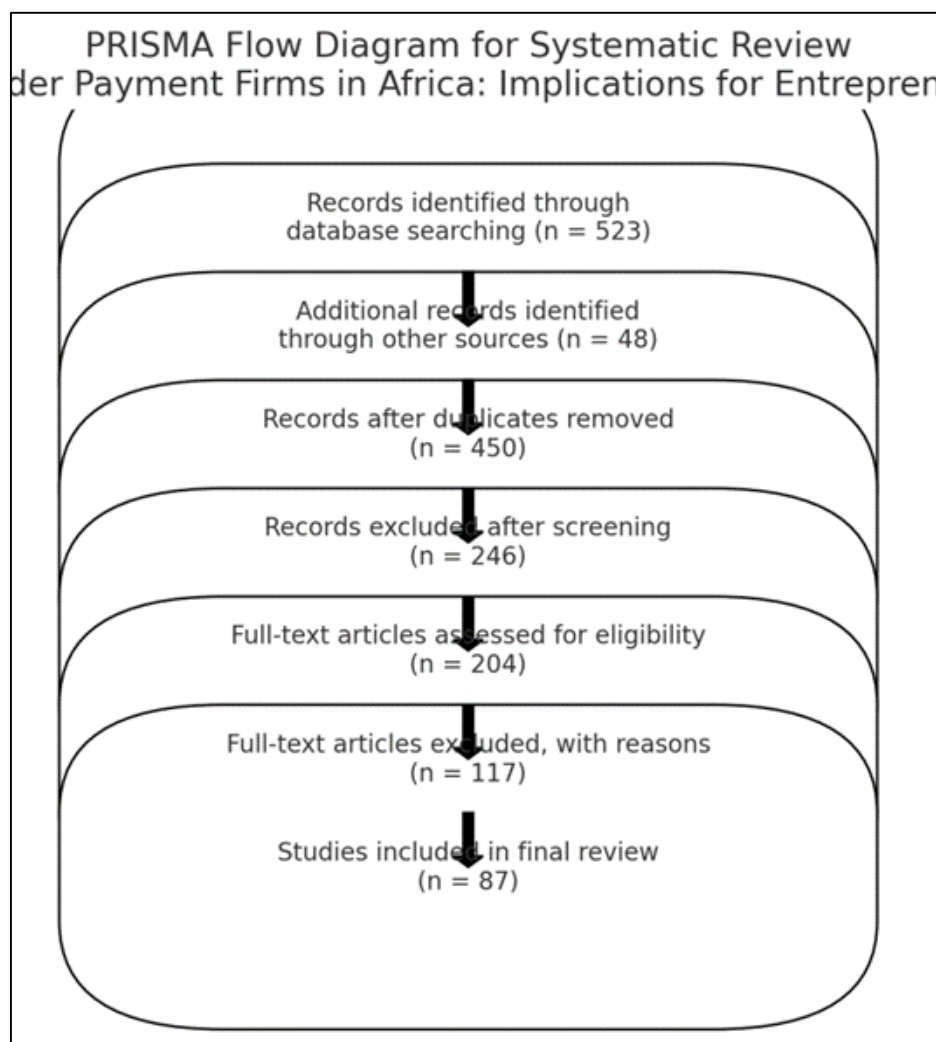 PRISMA Flow Diagram for Systematic Review
der Payment Firms in Africa: Implications for Entrepren
Records identified through
database searching (n = 523)
Additional records identified
through other sources (n = 48)
Records after duplicates removed
(n = 450)
Records excluded after screening
(n = 246)
Full-text articles assessed for eligibility
(n = 204)
Full-text articles excluded, with reasons
(n = 117)
Studies included in final review
(n = 87)